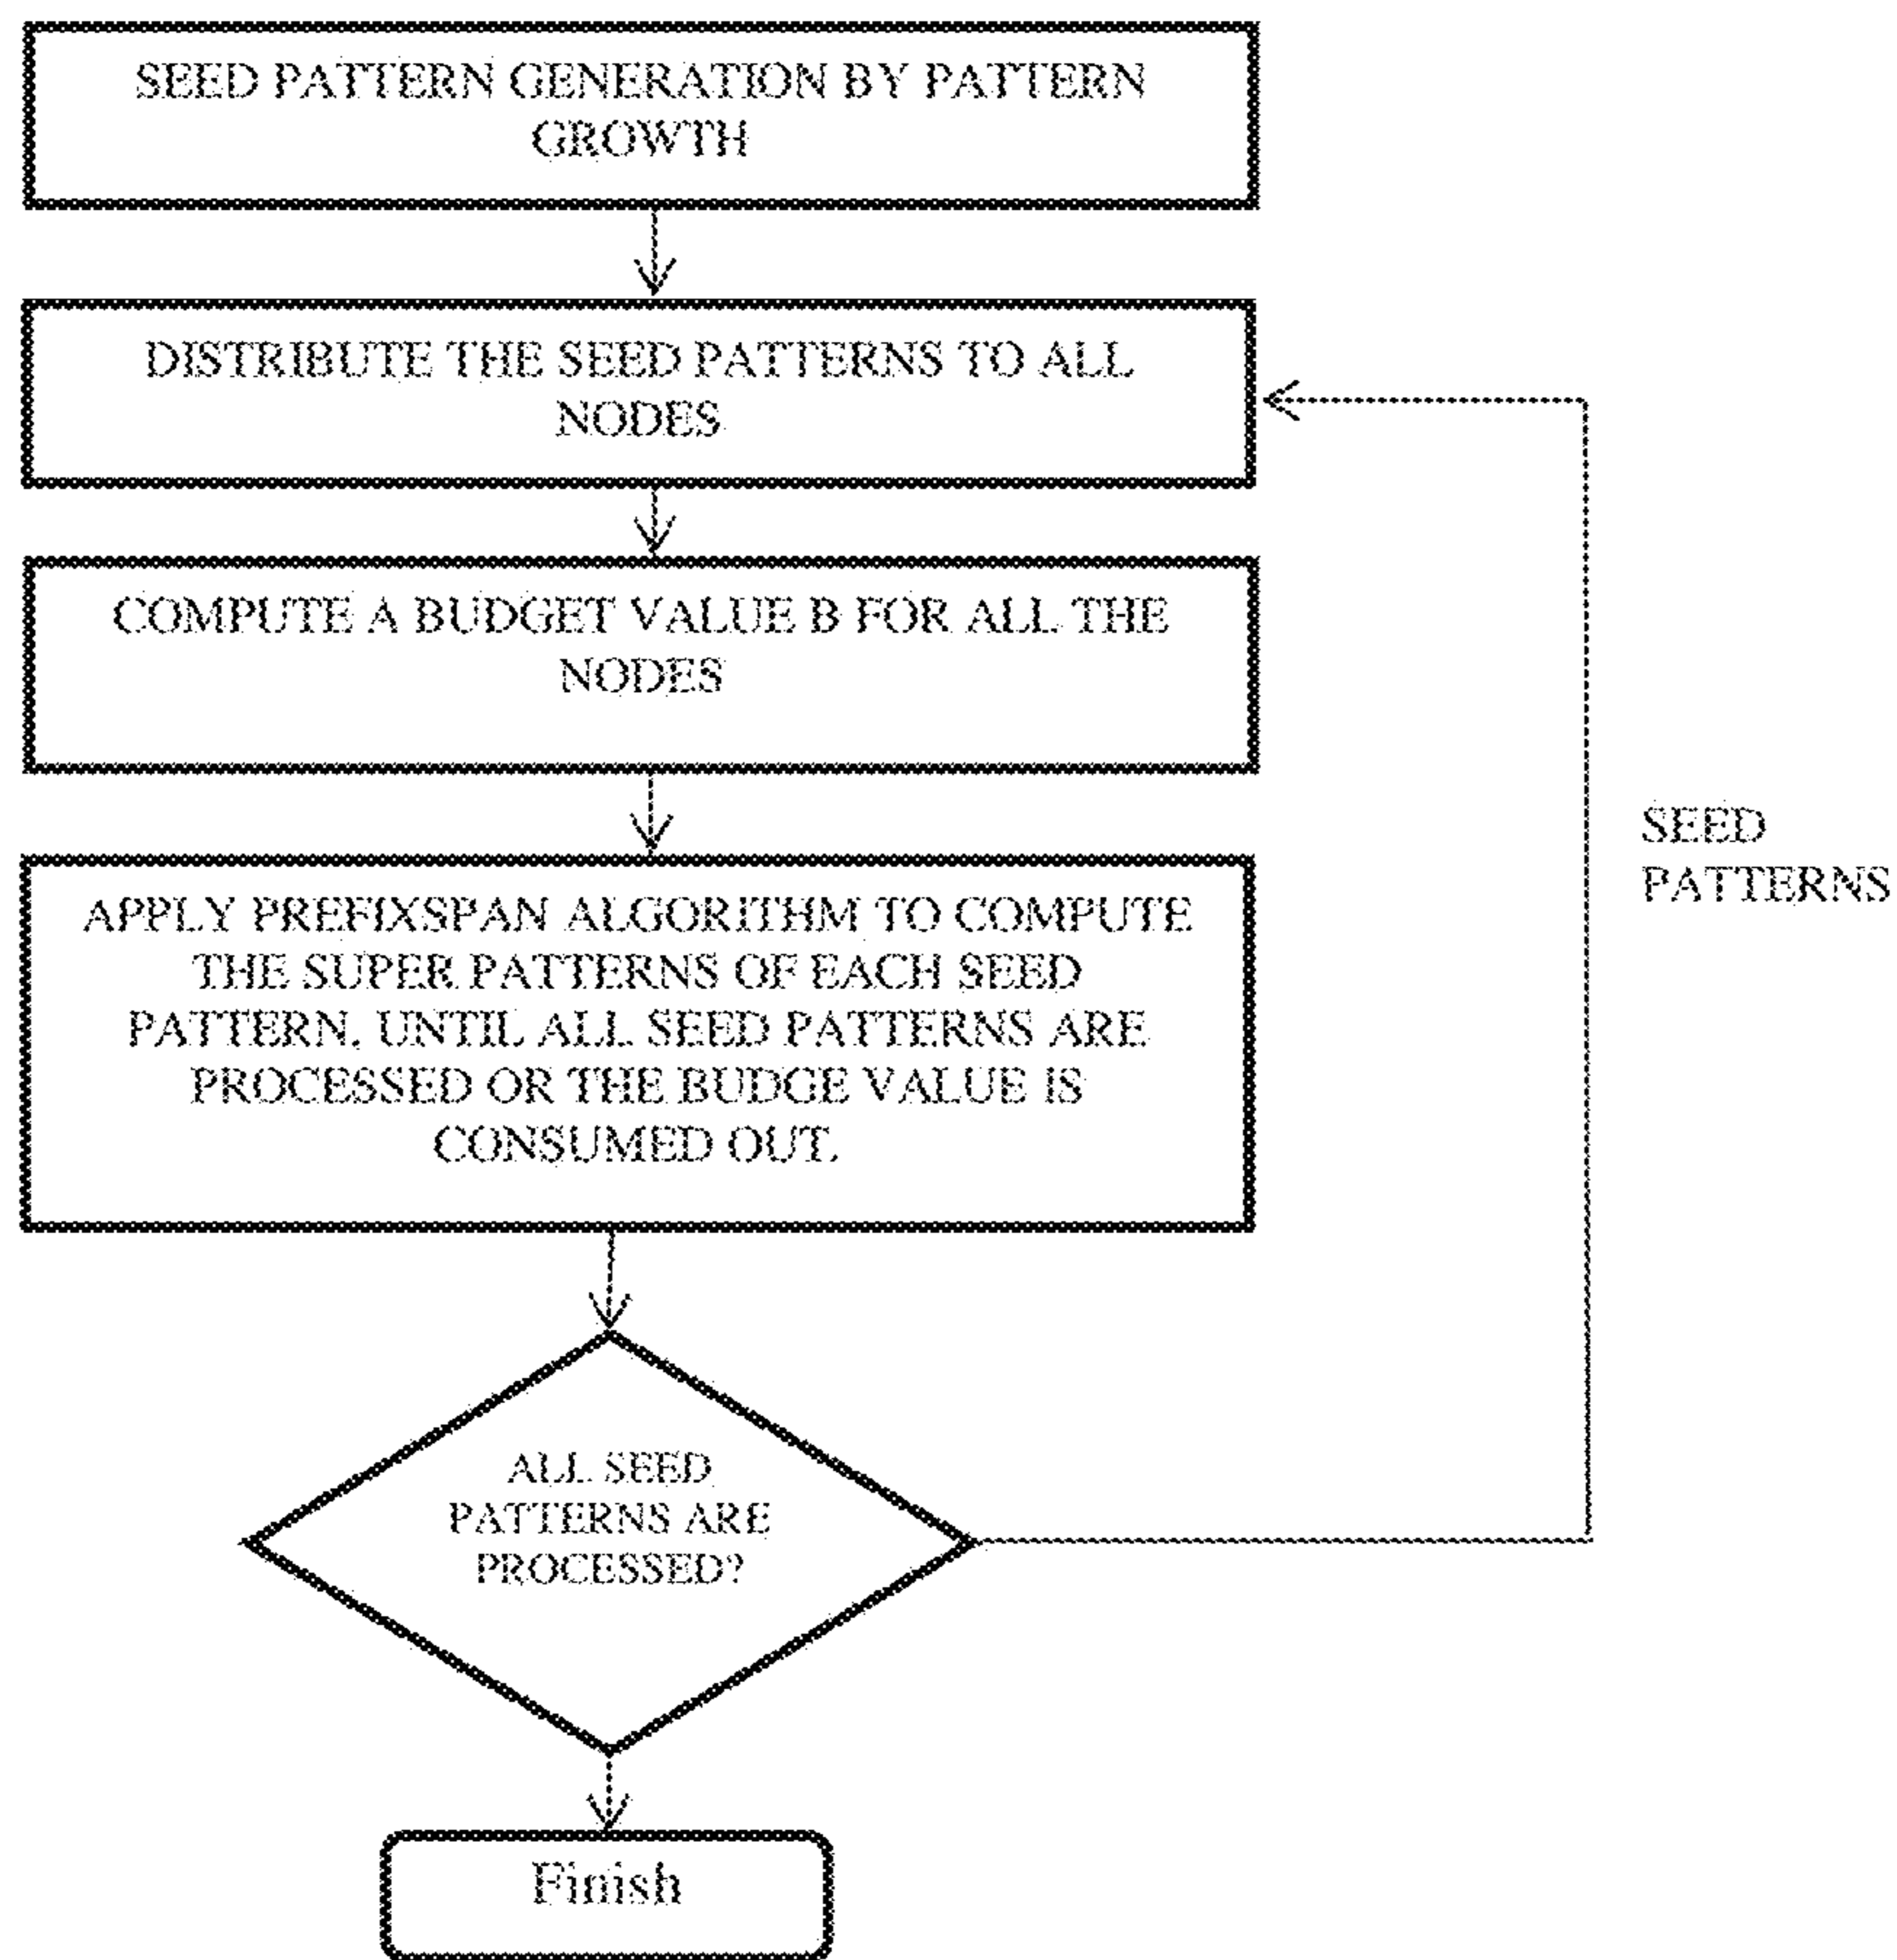 SEED PATTERN GENERATION BY PATTERN
GROWTH
DISTRIBUTE THE SEED PATTERNS TO ALL
NODES
COMPUTE A BUDGET VALUE B FOR ALL THE
NODES
APPLY PREFIXSPAN ALGORITHM TO COMPUTE
THE SUPER PATTERNS OF EACH SEED
PATTERN, UNTIL ALL SEED PATTERNS ARE
PROCESSED OR THE BUDGE VALUE IS
CONSUMED OUT.
SEED
PATTERNS
ALL SEED
PATTERNS ARE
PROCESSED?
Finish